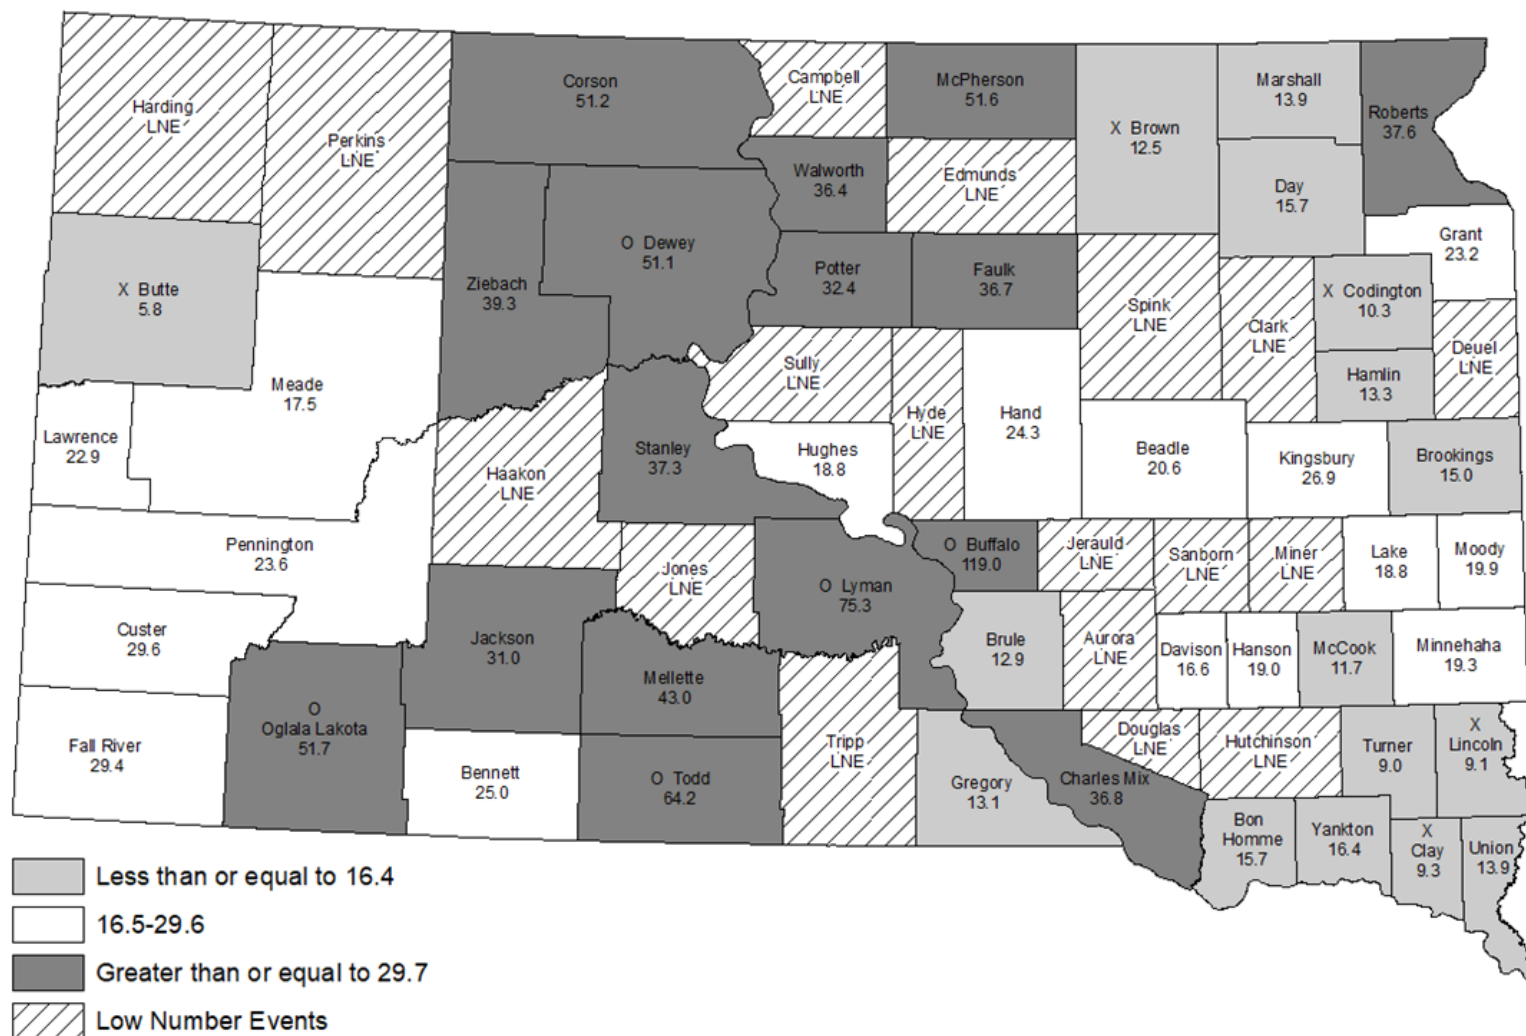 Harding
LNE
Perkins
LNE
Corson
51.2
Campbell
LNE
McPherson
51.6
X Brown
12.5
Marshall
13.9
Roberts
37.6
Walworth
36.4
Edmunds
LNE
Day
15.7
Grant
23.2
X Butte
5.8
Ziebach
39.3
O Dewey
51.1
Potter
32.4
Faulk
36.7
Spink
LNE
Clark
LNE
X Codington
10.3
Deuel
LNE
Hamlin
13.3
Meade
17.5
Sully
LNE
Hyde
LNE
Hand
24.3
Lawrence
22.9
Haakon
LNE
Stanley
37.3
Hughes
18.8
Beadle
20.6
Kingsbury
26.9
Brookings
15.0
Pennington
23.6
Jones
LNE
O Lyman
75.3
O Buffalo
119.0
Jerauld
LNE
Sanborn
LNE
Miner
LNE
Lake
18.8
Moody
19.9
Custer
29.6
Jackson
31.0
Mellette
43.0
Brule
12.9
Aurora
LNE
Davison
16.6
Hanson
19.0
McCook
11.7
Minnehaha
19.3
Fall River
29.4
O
Oglala Lakota
51.7
Bennett
25.0
O Todd
64.2
Tripp
LNE
Gregory
13.1
Charles Mix
36.8
Douglas
LNE
Hutchinson
LNE
Turner
9.0
X
Lincoln
9.1
Bon
Homme
15.7
Yankton
16.4
X
Clay
9.3
Union
13.9
Less than or equal to 16.4
16.5-29.6
Greater than or equal to 29.7
Low Number Events